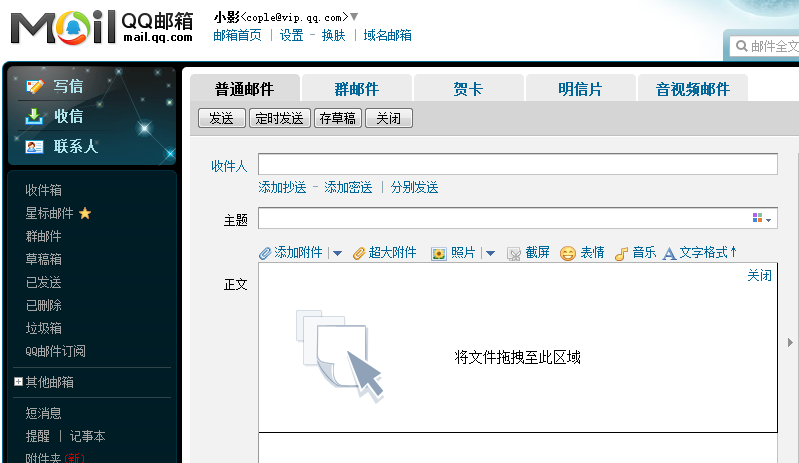 Mail QQ邮箱
mail.qq.com
小影<cople@vip.qq.com>▼
邮箱首页 | 设置 - 换肤 | 域名邮箱
邮件全文
写信
收信
联系人
收件箱
星标邮件
群邮件
草稿箱
已发送
已删除
垃圾箱
QQ邮件订阅
其他邮箱
短消息
提醒 | 记事本
附件夹(新)
普通邮件 群邮件 贺卡 明信片 音视频邮件
发送 定时发送 存草稿 关闭
收件人
添加抄送 - 添加密送 | 分别发送
主题
添加附件 | 超大附件 照片 | 截屏 表情 音乐 文字格式↑
正文
关闭
将文件拖拽至此区域